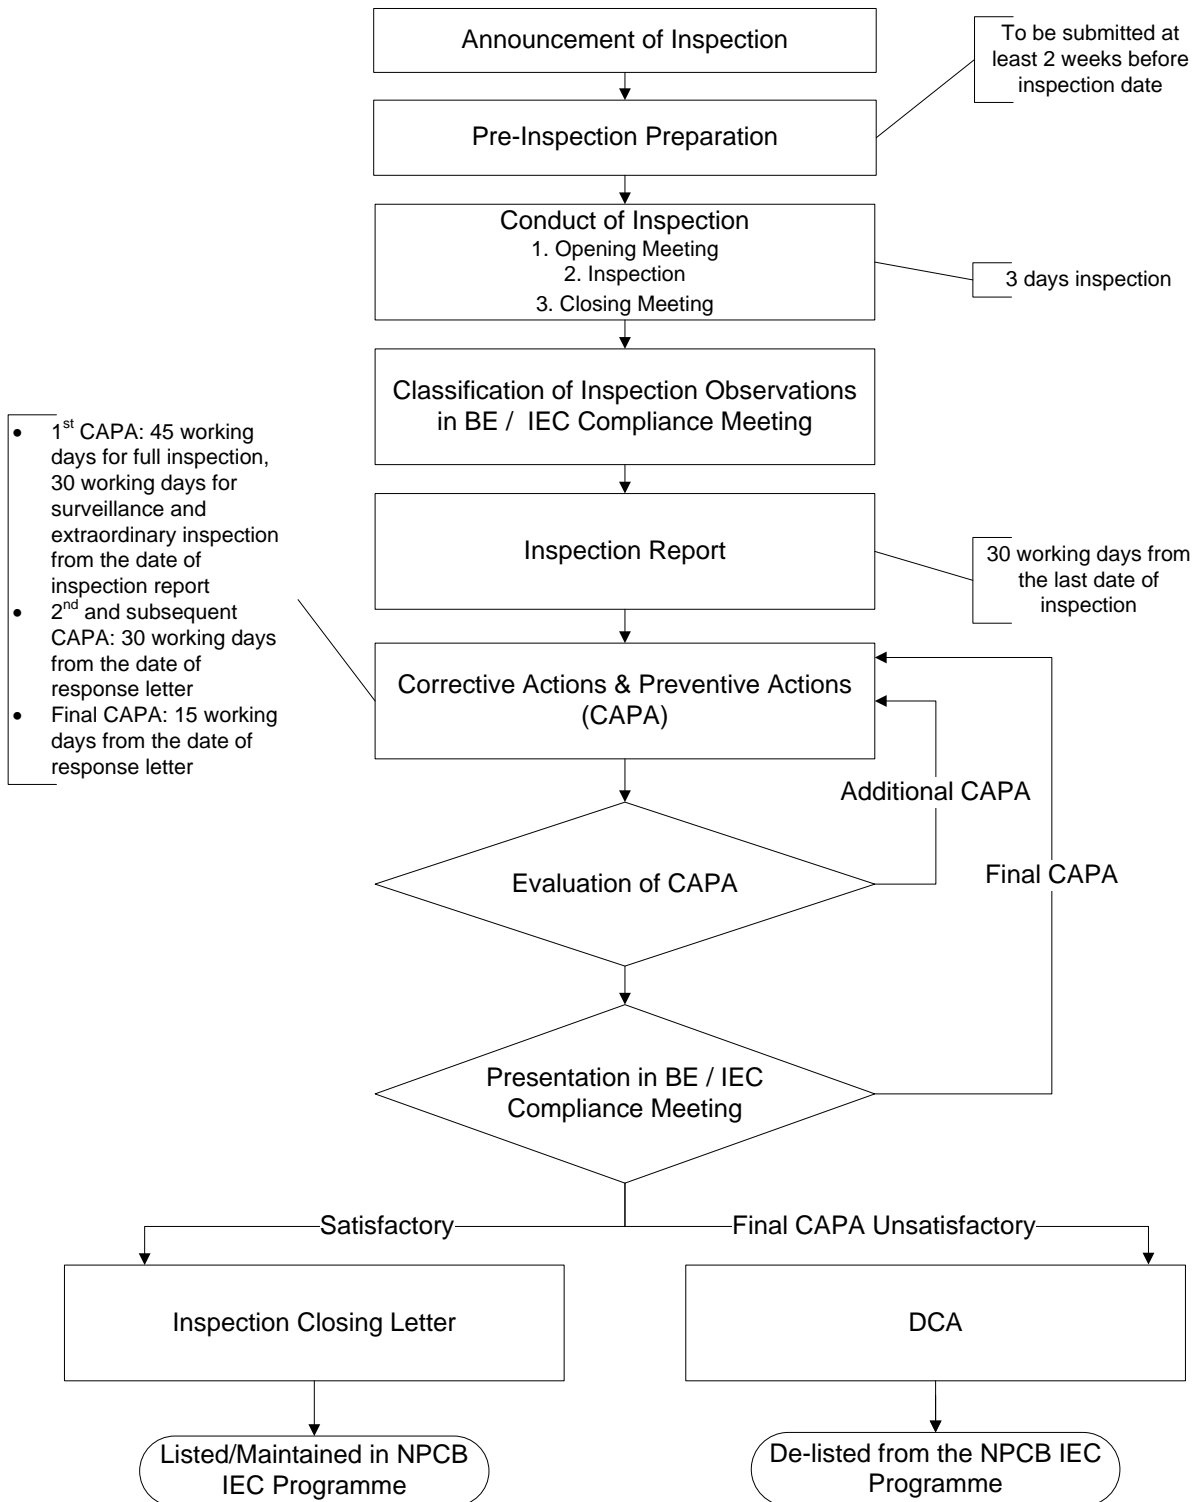 Announcement of Inspection
To be submitted at
least 2 weeks before
inspection date
Pre-Inspection Preparation
Conduct of Inspection
1. Opening Meeting
2. Inspection
3. Closing Meeting
3 days inspection
Classification of Inspection Observations
in BE / IEC Compliance Meeting
• 1st CAPA: 45 working
days for full inspection,
30 working days for
surveillance and
extraordinary inspection
from the date of
inspection report
• 2nd and subsequent
CAPA: 30 working days
from the date of
response letter
• Final CAPA: 15 working
days from the date of
response letter
Inspection Report
30 working days from
the last date of
inspection
Corrective Actions & Preventive Actions
(CAPA)
Additional CAPA
Final CAPA
Evaluation of CAPA
Presentation in BE / IEC
Compliance Meeting
Satisfactory
Final CAPA Unsatisfactory
Inspection Closing Letter
DCA
Listed/Maintained in NPCB
IEC Programme
De-listed from the NPCB IEC
Programme